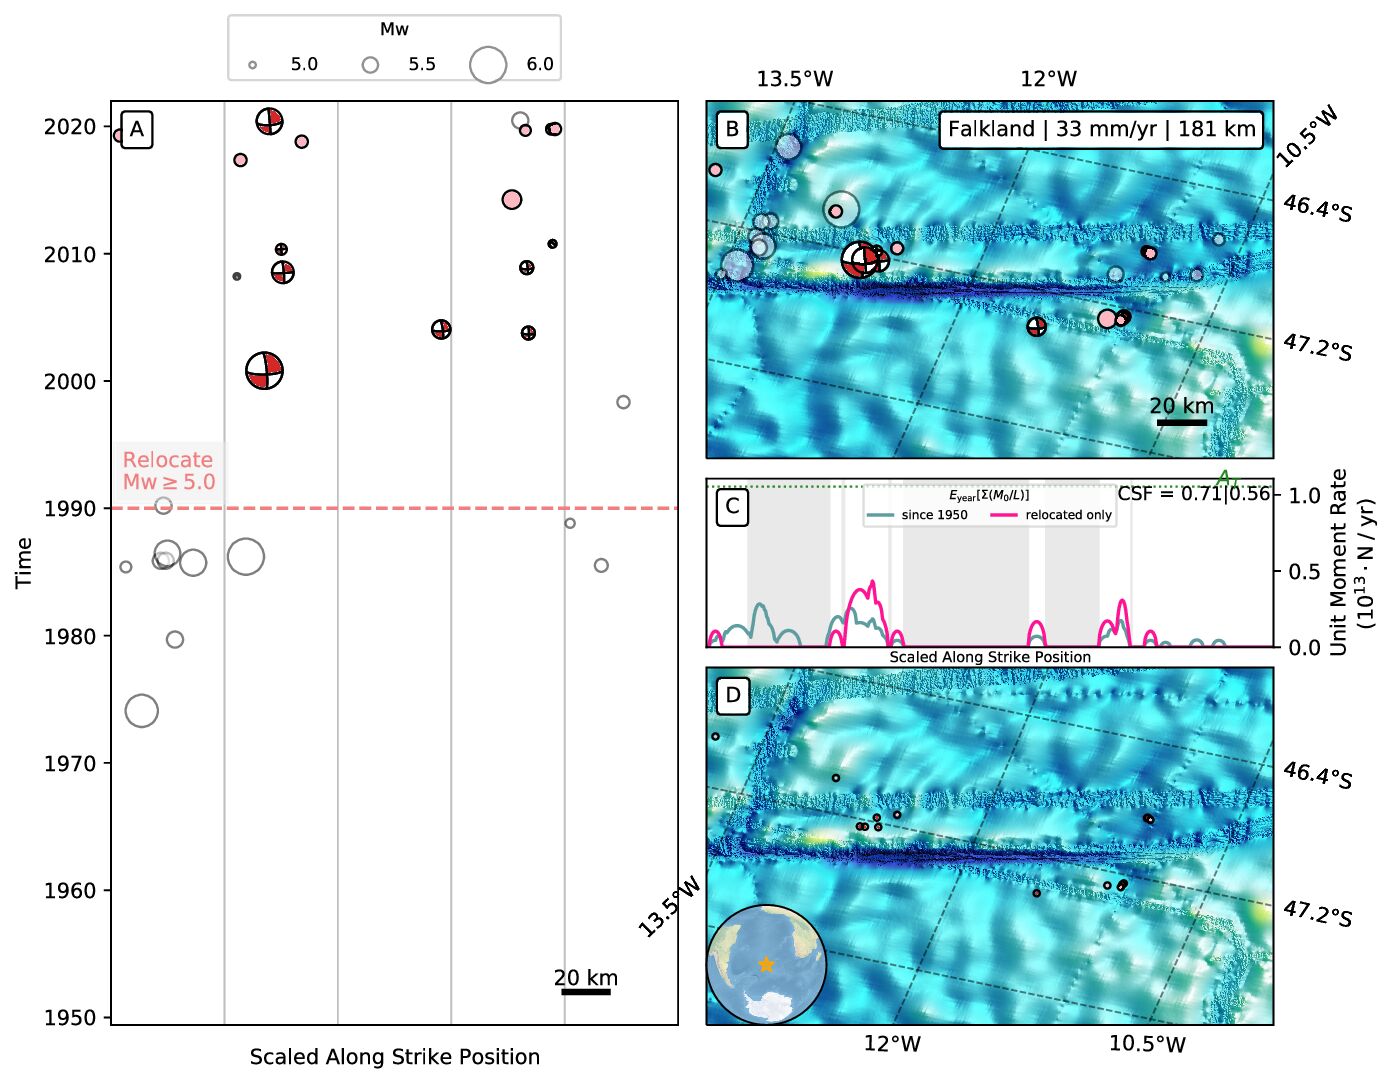 Mw
5.0 5.5 6.0
A
2020
2010
2000
Relocate
Mw ≥ 5.0
1990
1980
1970
1960
1950
Time
20 km
Scaled Along Strike Position
13.5°W 12°W
10.5°W
B
Falkland | 33 mm/yr | 181 km
46.4°S
47.2°S
20 km
C
E_year[Σ(M₀/L)]
since 1950 relocated only
CSF = 0.71|0.56
1.0
0.5
0.0
Unit Moment Rate
(10¹³ · N / yr)
Scaled Along Strike Position
D
46.4°S
47.2°S
13.5°W
12°W 10.5°W